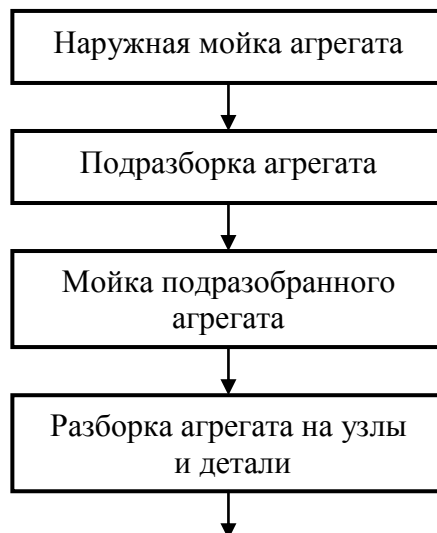 Наружная мойка агрегата
Подразборка агрегата
Мойка подразобранного
агрегата
Разборка агрегата на узлы
и детали